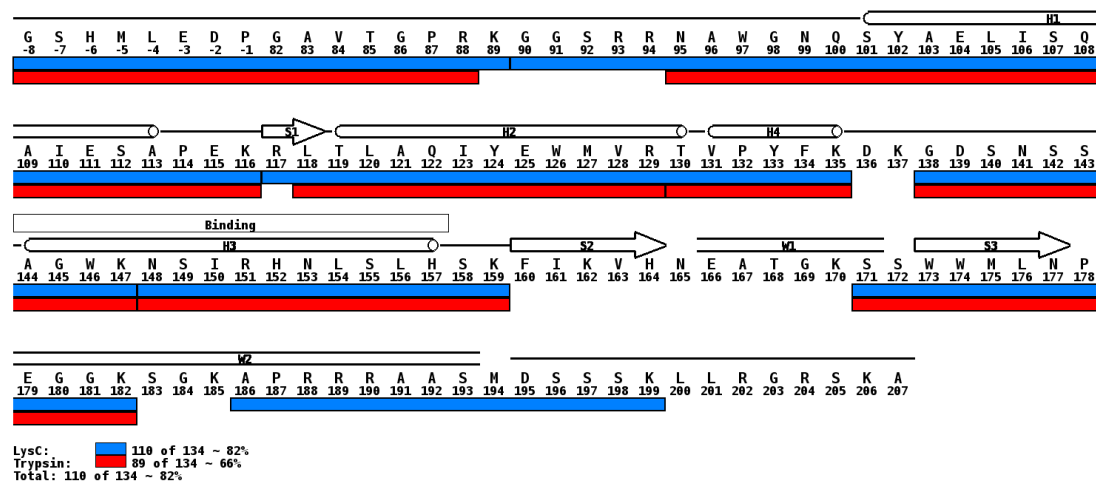 H1
G S H M L E D P G A V T G P R K G G S R R N A W G N Q S Y A E L I S Q
-8 -7 -6 -5 -4 -3 -2 -1 82 83 84 85 86 87 88 89 90 91 92 93 94 95 96 97 98 99 100 101 102 103 104 105 106 107 108
S1 H2 H4
A I E S A P E K R L T L A Q I Y E W M V R T V P Y F K D K G D S N S S
109 110 111 112 113 114 115 116 117 118 119 120 121 122 123 124 125 126 127 128 129 130 131 132 133 134 135 136 137 138 139 140 141 142 143
Binding
H3 S2 W1 S3
A G W K N S I R H N L S L H S K F I K V H N E A T G K S S W W M L N P
144 145 146 147 148 149 150 151 152 153 154 155 156 157 158 159 160 161 162 163 164 165 166 167 168 169 170 171 172 173 174 175 176 177 178
W2
E G G K S G K A P R R R A A S M D S S S K L L R G R S K A
179 180 181 182 183 184 185 186 187 188 189 190 191 192 193 194 195 196 197 198 199 200 201 202 203 204 205 206 207
LysC: 110 of 134 ~ 82%
Trypsin: 89 of 134 ~ 66%
Total: 110 of 134 ~ 82%